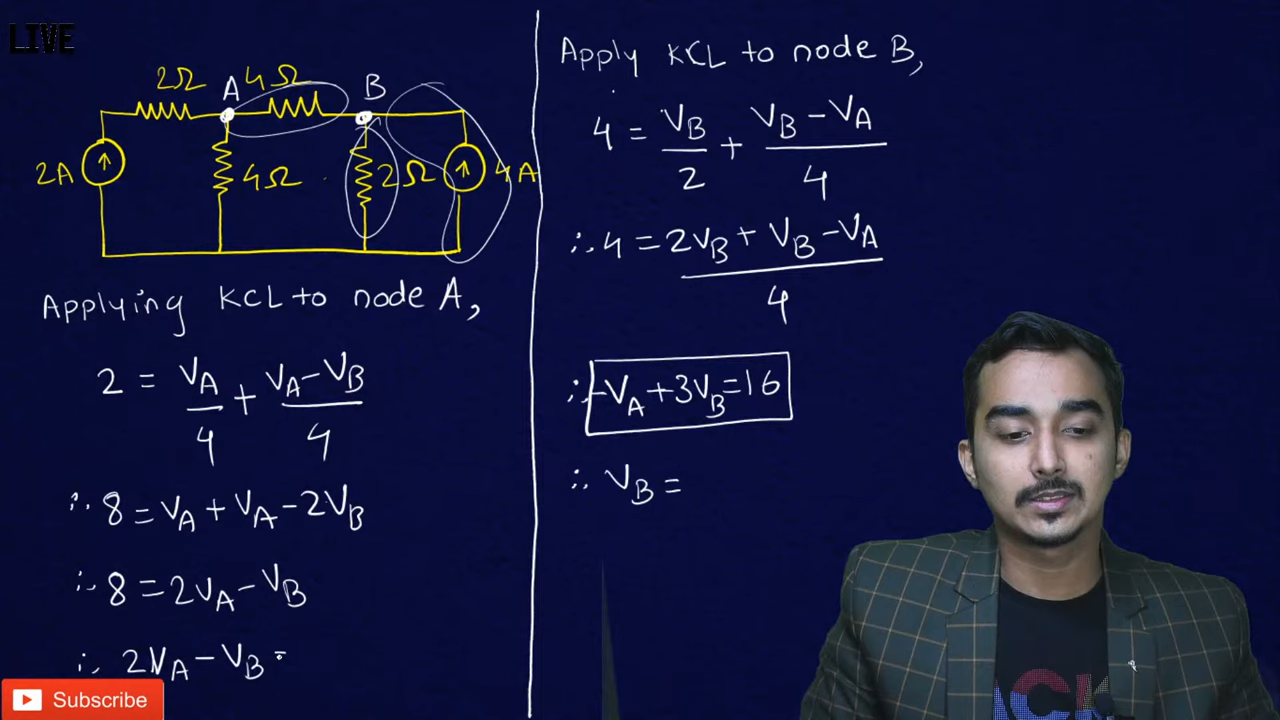 LIVE
2Ω A 4Ω B
2A 4Ω 2Ω 4A
Applying KCL to node A,
2 = VA/4 + (VA-VB)/4
∴ 8 = VA + VA - 2VB
∴ 8 = 2VA - VB
∴ 2VA - VB =
Subscribe
Apply KCL to node B,
4 = VB/2 + (VB-VA)/4
∴ 4 = (2VB + VB - VA)/4
∴ -VA + 3VB = 16
∴ VB =